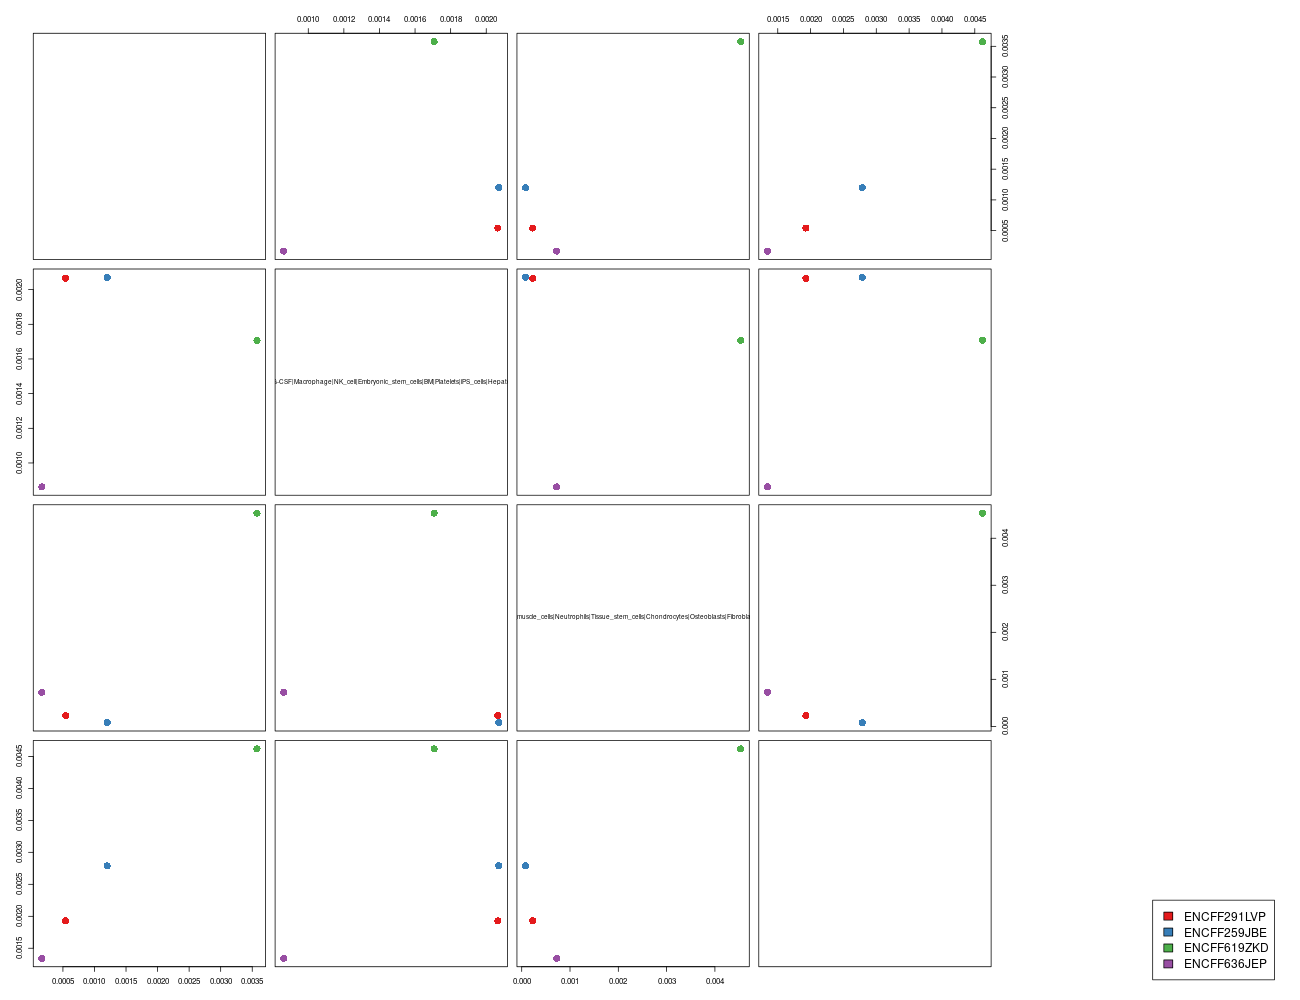 0.0010 0.0012 0.0014 0.0016 0.0018 0.0020
0.0015 0.0020 0.0025 0.0030 0.0035 0.0040 0.0045
0.0005 0.0010 0.0015 0.0020 0.0025 0.0030 0.0035
0.0010 0.0012 0.0014 0.0016 0.0018 0.0020
-CSF|Macrophage|NK_cell|Embryonic_stem_cells|BM|Platelets|iPS_cells|Hepat
muscle_cells|Neutrophils|Tissue_stem_cells|Chondrocytes|Osteoblasts|Fibrobla
0.000 0.001 0.002 0.003 0.004
0.0015 0.0020 0.0025 0.0030 0.0035 0.0040 0.0045
0.0005 0.0010 0.0015 0.0020 0.0025 0.0030 0.0035
0.000 0.001 0.002 0.003 0.004
ENCFF291LVP
ENCFF259JBE
ENCFF619ZKD
ENCFF636JEP